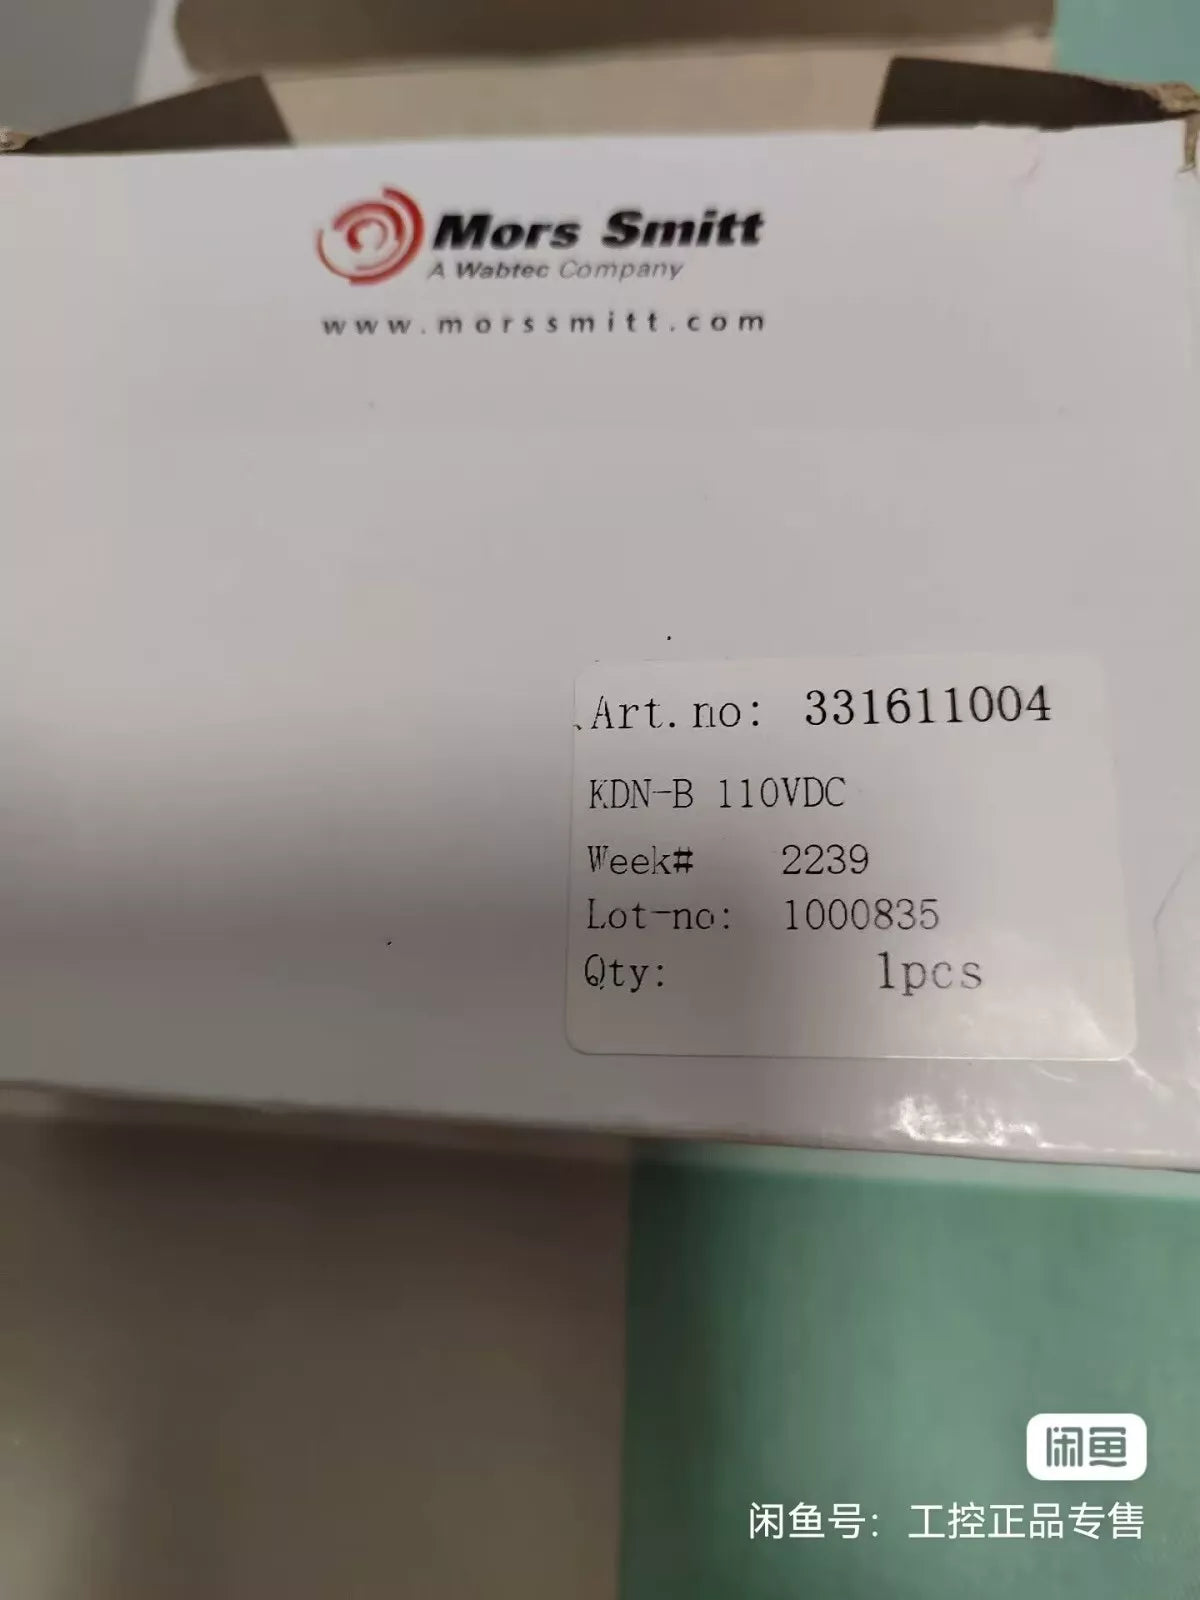 Mors Smitt
A Wabtec Company
www.morssmitt.com
Art.no: 331611004
KDN-B 110VDC
Week# 2239
Lot-no: 1000835
Qty: 1pcs
闲鱼
闲鱼号：工控正品专售